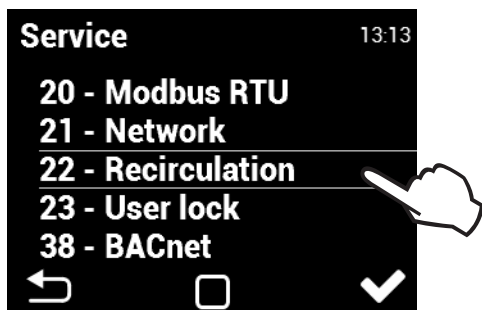 Service 13:13
20 - Modbus RTU
21 - Network
22 - Recirculation
23 - User lock
38 - BACnet